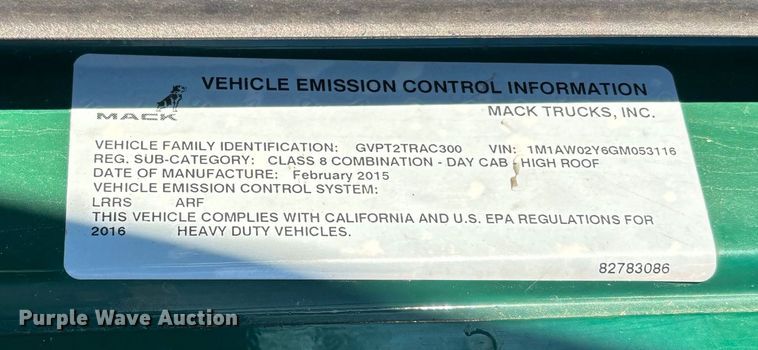 VEHICLE EMISSION CONTROL INFORMATION
MACK
MACK TRUCKS, INC.
VEHICLE FAMILY IDENTIFICATION: GVPT2TRAC300 VIN: 1M1AW02Y6GM053116
REG. SUB-CATEGORY: CLASS 8 COMBINATION - DAY CAB - HIGH ROOF
DATE OF MANUFACTURE: February 2015
VEHICLE EMISSION CONTROL SYSTEM:
LRRS ARF
THIS VEHICLE COMPLIES WITH CALIFORNIA AND U.S. EPA REGULATIONS FOR
2016 HEAVY DUTY VEHICLES.
82783086
Purple Wave Auction